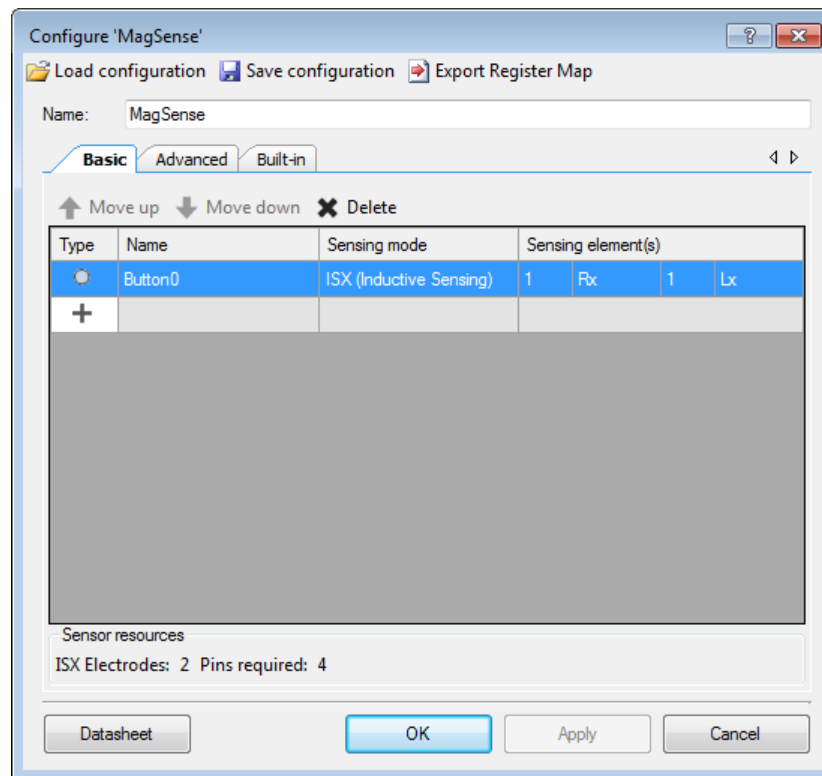 Configure 'MagSense'
Load configuration Save configuration Export Register Map
Name: MagSense
Basic Advanced Built-in
Move up Move down Delete
Type Name Sensing mode Sensing element(s)
Button0 ISX (Inductive Sensing) 1 Rx 1 Lx
Sensor resources
ISX Electrodes: 2 Pins required: 4
Datasheet OK Apply Cancel